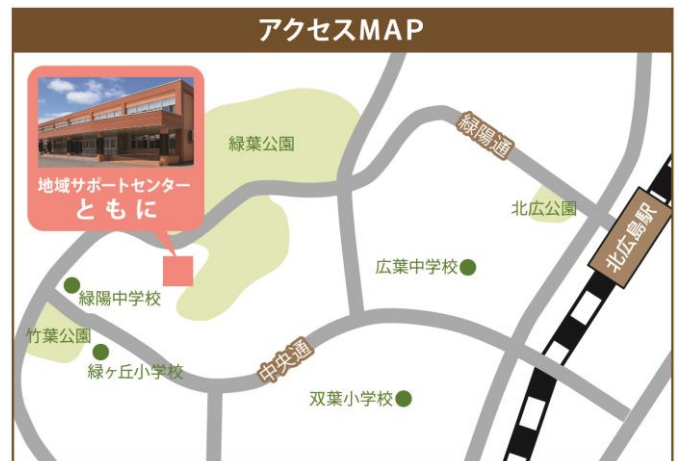 アクセスMAP
緑陽通
緑葉公園
地域サポートセンター
ともに
北広公園
北広島駅
広葉中学校
緑陽中学校
竹葉公園
緑ヶ丘小学校
中央通
双葉小学校